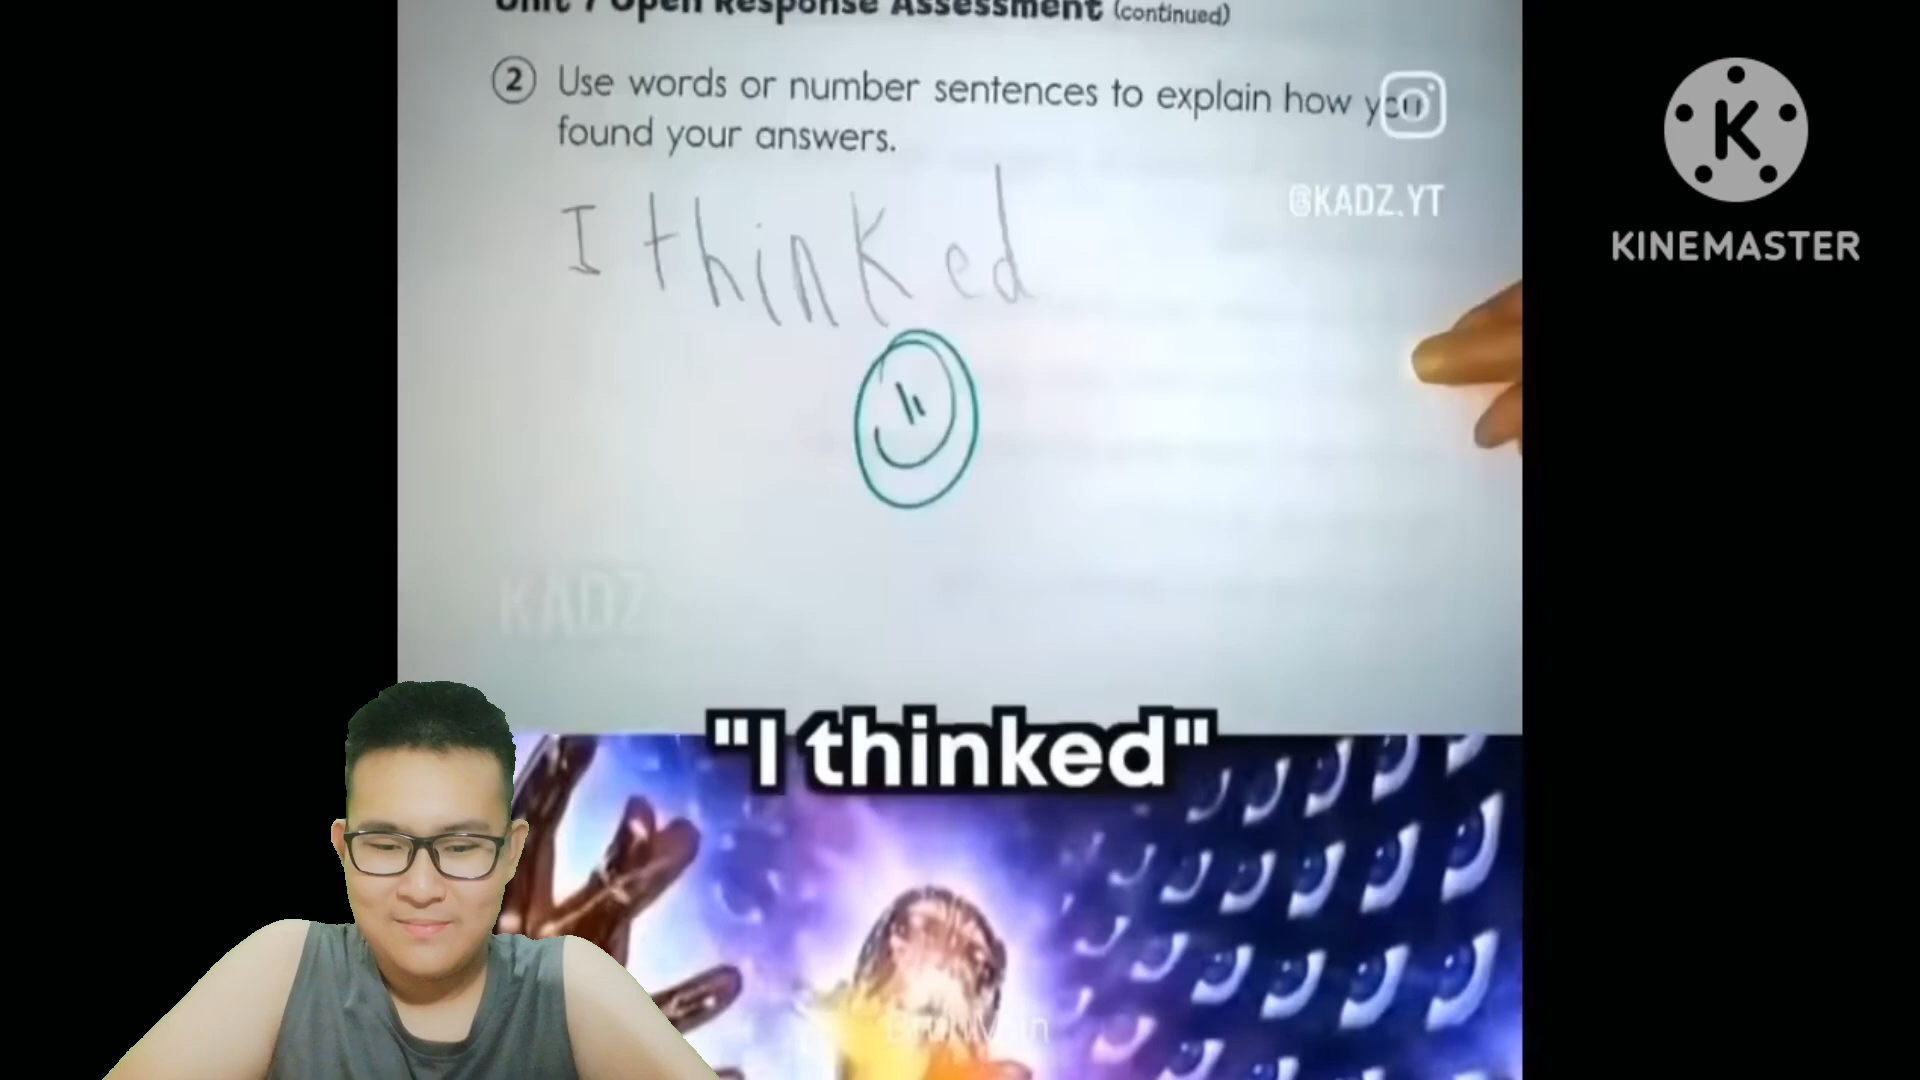 Unit 7 Open Response Assessment (continued)
2 Use words or number sentences to explain how you
found your answers.
@KADZ.YT
I thinked
KADZ
"I thinked"
K
KINEMASTER